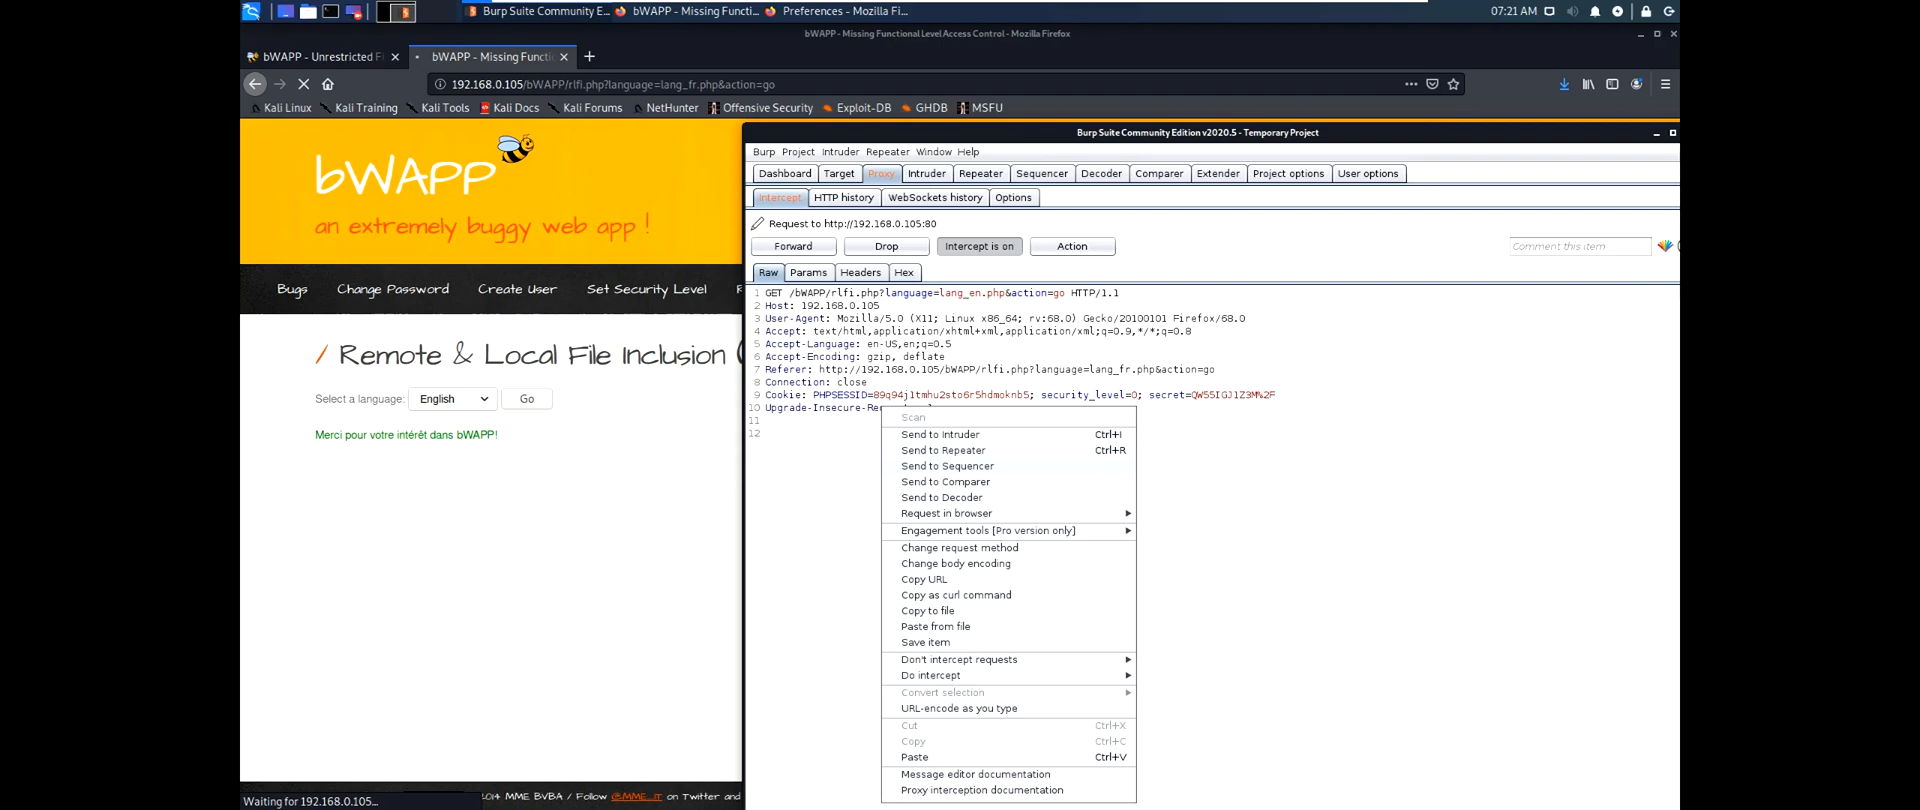 Burp Suite Community E...
bWAPP - Missing Functi...
Preferences - Mozilla Fi...
07:21 AM
bWAPP - Missing Functional Level Access Control - Mozilla Firefox
bWAPP - Unrestricted F
bWAPP - Missing Functi
192.168.0.105/bWAPP/rlfi.php?language=lang_fr.php&action=go
Kali Linux
Kali Training
Kali Tools
Kali Docs
Kali Forums
NetHunter
Offensive Security
Exploit-DB
GHDB
MSFU
bWAPP
an extremely buggy web app !
Bugs
Change Password
Create User
Set Security Level
/ Remote & Local File Inclusion (
Select a language:
English
Go
Merci pour votre intérêt dans bWAPP!
2014 MME BVBA / Follow @MME_IT on Twitter and
Waiting for 192.168.0.105...
Burp Suite Community Edition v2020.5 - Temporary Project
Burp Project Intruder Repeater Window Help
Dashboard Target Proxy Intruder Repeater Sequencer Decoder Comparer Extender Project options User options
Intercept HTTP history WebSockets history Options
Request to http://192.168.0.105:80
Forward Drop Intercept is on Action
Comment this item
Raw Params Headers Hex
1 GET /bWAPP/rlfi.php?language=lang_en.php&action=go HTTP/1.1
2 Host: 192.168.0.105
3 User-Agent: Mozilla/5.0 (X11; Linux x86_64; rv:68.0) Gecko/20100101 Firefox/68.0
4 Accept: text/html,application/xhtml+xml,application/xml;q=0.9,*/*;q=0.8
5 Accept-Language: en-US,en;q=0.5
6 Accept-Encoding: gzip, deflate
7 Referer: http://192.168.0.105/bWAPP/rlfi.php?language=lang_fr.php&action=go
8 Connection: close
9 Cookie: PHPSESSID=89q94j1tmhu2sto6r5hdmoknb5; security_level=0; secret=QW55IGJ1Z3M%2F
10 Upgrade-Insecure-Re
11
12
Scan
Send to Intruder Ctrl+I
Send to Repeater Ctrl+R
Send to Sequencer
Send to Comparer
Send to Decoder
Request in browser
Engagement tools [Pro version only]
Change request method
Change body encoding
Copy URL
Copy as curl command
Copy to file
Paste from file
Save item
Don't intercept requests
Do intercept
Convert selection
URL-encode as you type
Cut Ctrl+X
Copy Ctrl+C
Paste Ctrl+V
Message editor documentation
Proxy interception documentation